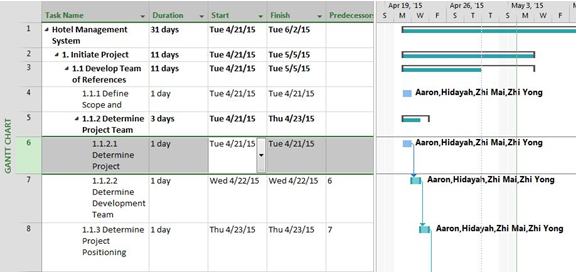 Task Name Duration Start Finish Predecessors
Apr 19, '15 Apr 26, '15 May 3, '15
S M T W T F S S M T W
1 Hotel Management 31 days Tue 4/21/15 Tue 6/2/15
System
2 1. Initiate Project 11 days Tue 4/21/15 Tue 5/5/15
3 1.1 Develop Team 11 days Tue 4/21/15 Tue 5/5/15
of References
4 1.1.1 Define 1 day Tue 4/21/15 Tue 4/21/15 Aaron,Hidayah,Zhi Mai,Zhi Yong
Scope and
5 1.1.2 Determine 3 days Tue 4/21/15 Thu 4/23/15
Project Team
6 1.1.2.1 1 day Tue 4/21/15 Tue 4/21/15 Aaron,Hidayah,Zhi Mai,Zhi Yong
Determine
Project
7 1.1.2.2 1 day Wed 4/22/15 Wed 4/22/15 6 Aaron,Hidayah,Zhi Mai,Zhi Yong
Determine
Development
Team
8 1.1.3 Determine 1 day Thu 4/23/15 Thu 4/23/15 7 Aaron,Hidayah,Zhi Mai,Zhi Yong
Project
Positioning
GANTT CHART